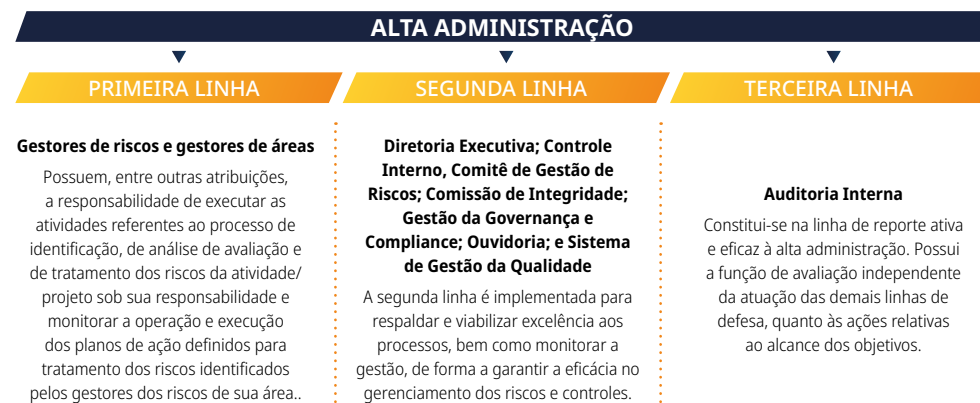 ALTA ADMINISTRAÇÃO
PRIMEIRA LINHA
Gestores de riscos e gestores de áreas
Possuem, entre outras atribuições,
a responsabilidade de executar as
atividades referentes ao processo de
identificação, de análise de avaliação e
de tratamento dos riscos da atividade/
projeto sob sua responsabilidade e
monitorar a operação e execução
dos planos de ação definidos para
tratamento dos riscos identificados
pelos gestores dos riscos de sua área..
SEGUNDA LINHA
Diretoria Executiva; Controle
Interno, Comitê de Gestão de
Riscos; Comissão de Integridade;
Gestão da Governança e
Compliance; Ouvidoria; e Sistema
de Gestão da Qualidade
A segunda linha é implementada para
respaldar e viabilizar excelência aos
processos, bem como monitorar a
gestão, de forma a garantir a eficácia no
gerenciamento dos riscos e controles.
TERCEIRA LINHA
Auditoria Interna
Constitui-se na linha de reporte ativa
e eficaz à alta administração. Possui
a função de avaliação independente
da atuação das demais linhas de
defesa, quanto às ações relativas
ao alcance dos objetivos.